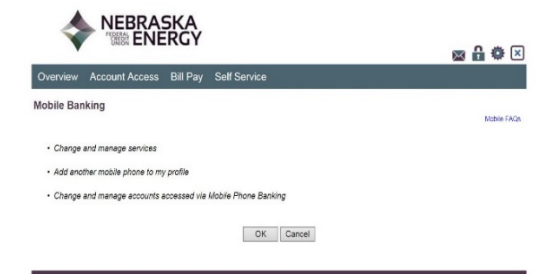 NEBRASKA
FEDERAL CREDIT UNION ENERGY
Overview Account Access Bill Pay Self Service
Mobile Banking
Mobile FAQs
• Change and manage services
• Add another mobile phone to my profile
• Change and manage accounts accessed via Mobile Phone Banking
OK Cancel